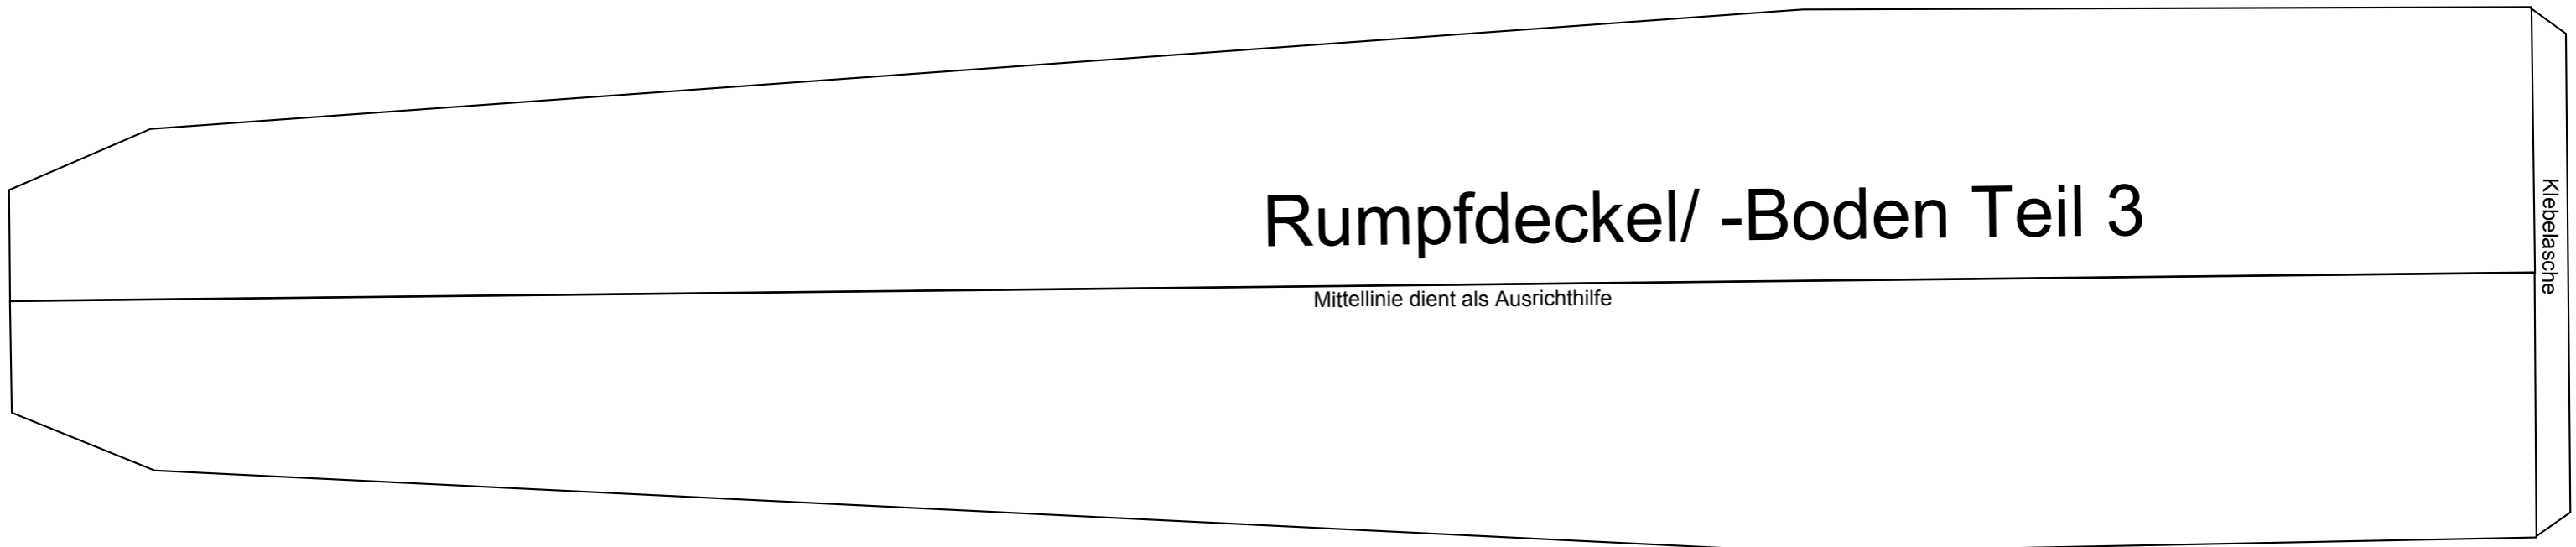 Rumpfdeckel/ -Boden Teil 3
Mittellinie dient als Ausrichthilfe
Klebelasche